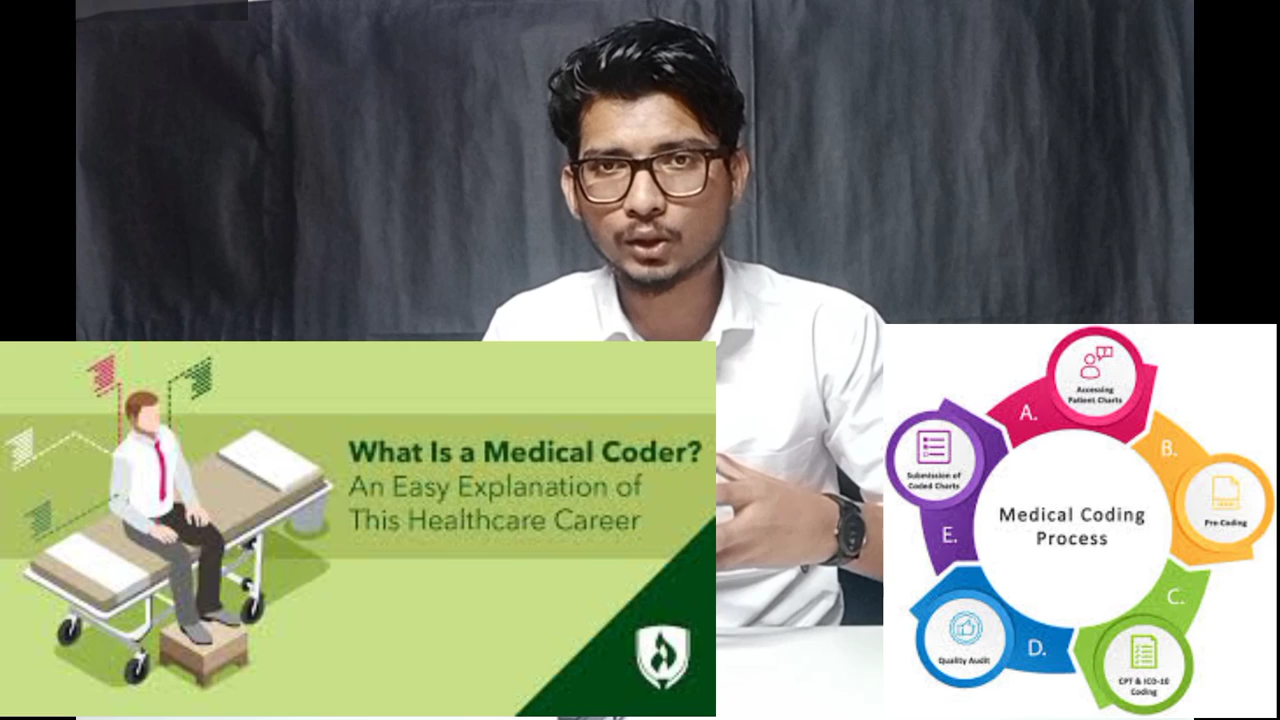 What Is a Medical Coder?
An Easy Explanation of
This Healthcare Career
Medical Coding
Process
A.
Accessing
Patient Charts
B.
Pre-Coding
C.
CPT & ICD-10
Coding
D.
Quality Audit
E.
Submission of
Coded Charts